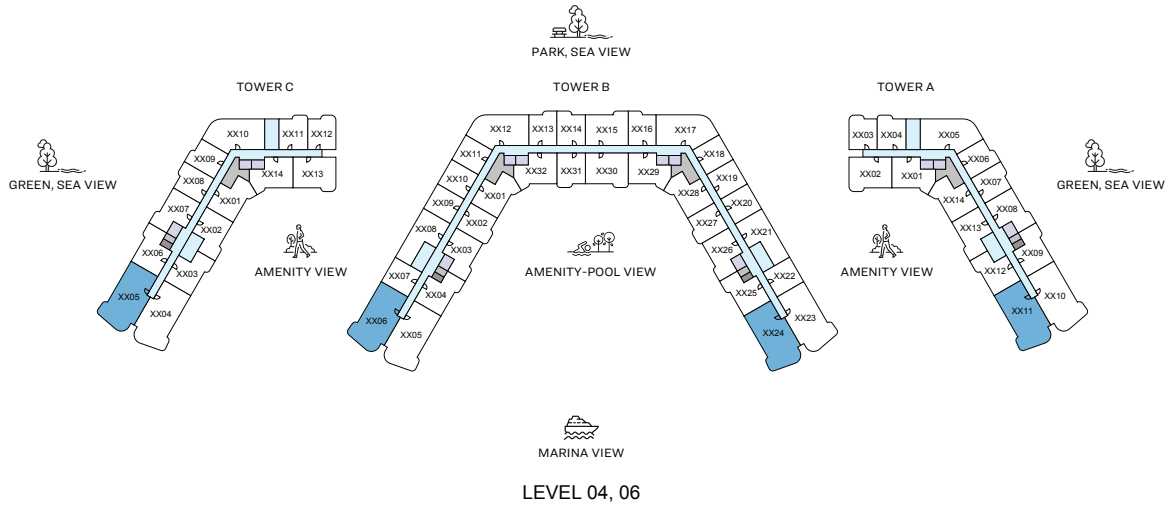 PARK, SEA VIEW
TOWER C
TOWER B
TOWER A
XX10
XX11
XX12
XX09
XX08
XX07
XX06
XX05
XX04
XX03
XX02
XX01
XX14
XX13
XX12
XX13
XX14
XX15
XX16
XX17
XX11
XX10
XX09
XX08
XX07
XX06
XX05
XX04
XX03
XX02
XX01
XX32
XX31
XX30
XX29
XX28
XX27
XX26
XX25
XX24
XX18
XX19
XX20
XX21
XX22
XX23
XX03
XX04
XX05
XX02
XX01
XX06
XX07
XX08
XX09
XX10
XX14
XX13
XX12
XX11
GREEN, SEA VIEW
AMENITY VIEW
AMENITY-POOL VIEW
AMENITY VIEW
GREEN, SEA VIEW
MARINA VIEW
LEVEL 04, 06